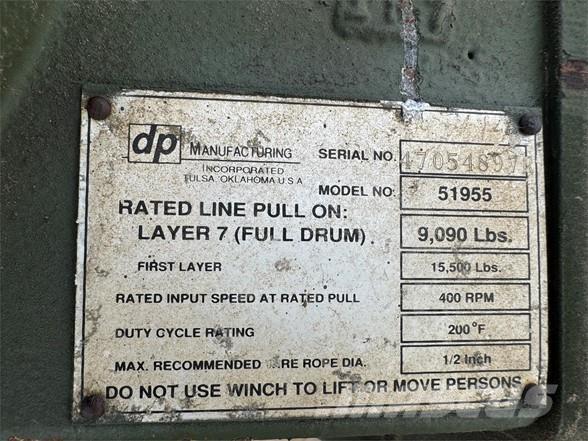 dp MANUFACTURING
INCORPORATED
TULSA, OKLAHOMA U.S.A
SERIAL NO.
MODEL NO. 51955
RATED LINE PULL ON:
LAYER 7 (FULL DRUM) 9,090 Lbs.
FIRST LAYER 15,500 Lbs.
RATED INPUT SPEED AT RATED PULL 400 RPM
DUTY CYCLE RATING 200°F
MAX. RECOMMENDED ROPE DIA. 1/2 Inch
DO NOT USE WINCH TO LIFT OR MOVE PERSONS